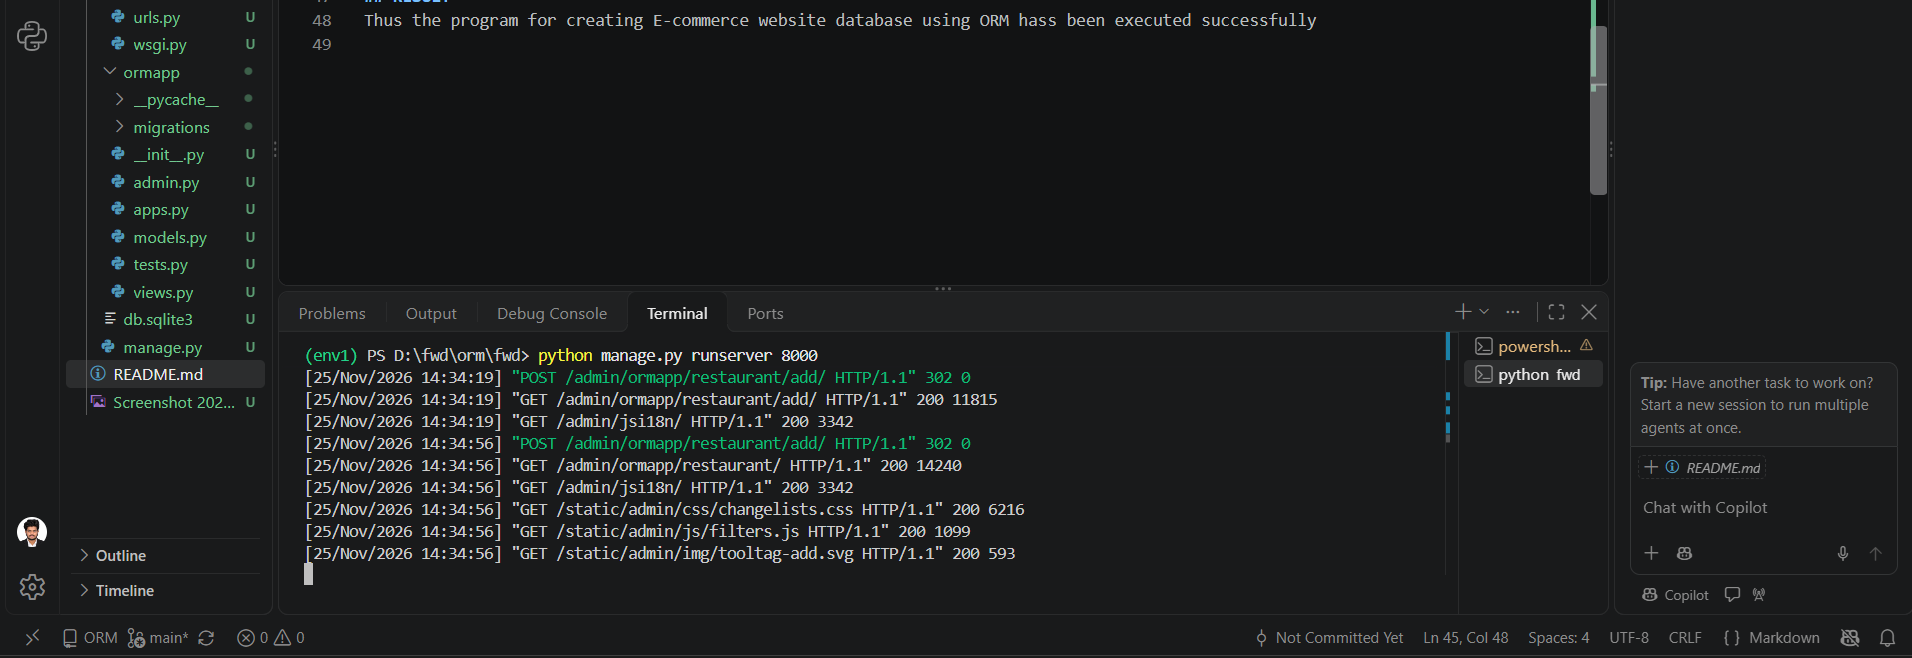 urls.py U
wsgi.py U
ormapp
__pycache__
migrations
__init__.py U
admin.py U
apps.py U
models.py U
tests.py U
views.py U
db.sqlite3 U
manage.py U
README.md
Screenshot 202... U
Outline
Timeline
48 Thus the program for creating E-commerce website database using ORM hass been executed successfully
49
Problems Output Debug Console Terminal Ports
(env1) PS D:\fwd\orm\fwd> python manage.py runserver 8000
[25/Nov/2026 14:34:19] "POST /admin/ormapp/restaurant/add/ HTTP/1.1" 302 0
[25/Nov/2026 14:34:19] "GET /admin/ormapp/restaurant/add/ HTTP/1.1" 200 11815
[25/Nov/2026 14:34:19] "GET /admin/jsi18n/ HTTP/1.1" 200 3342
[25/Nov/2026 14:34:56] "POST /admin/ormapp/restaurant/add/ HTTP/1.1" 302 0
[25/Nov/2026 14:34:56] "GET /admin/ormapp/restaurant/ HTTP/1.1" 200 14240
[25/Nov/2026 14:34:56] "GET /admin/jsi18n/ HTTP/1.1" 200 3342
[25/Nov/2026 14:34:56] "GET /static/admin/css/changelists.css HTTP/1.1" 200 6216
[25/Nov/2026 14:34:56] "GET /static/admin/js/filters.js HTTP/1.1" 200 1099
[25/Nov/2026 14:34:56] "GET /static/admin/img/tooltag-add.svg HTTP/1.1" 200 593
powersh...
python fwd
Tip: Have another task to work on?
Start a new session to run multiple
agents at once.
README.md
Chat with Copilot
Copilot
ORM main* 0 0 Not Committed Yet Ln 45, Col 48 Spaces: 4 UTF-8 CRLF {} Markdown